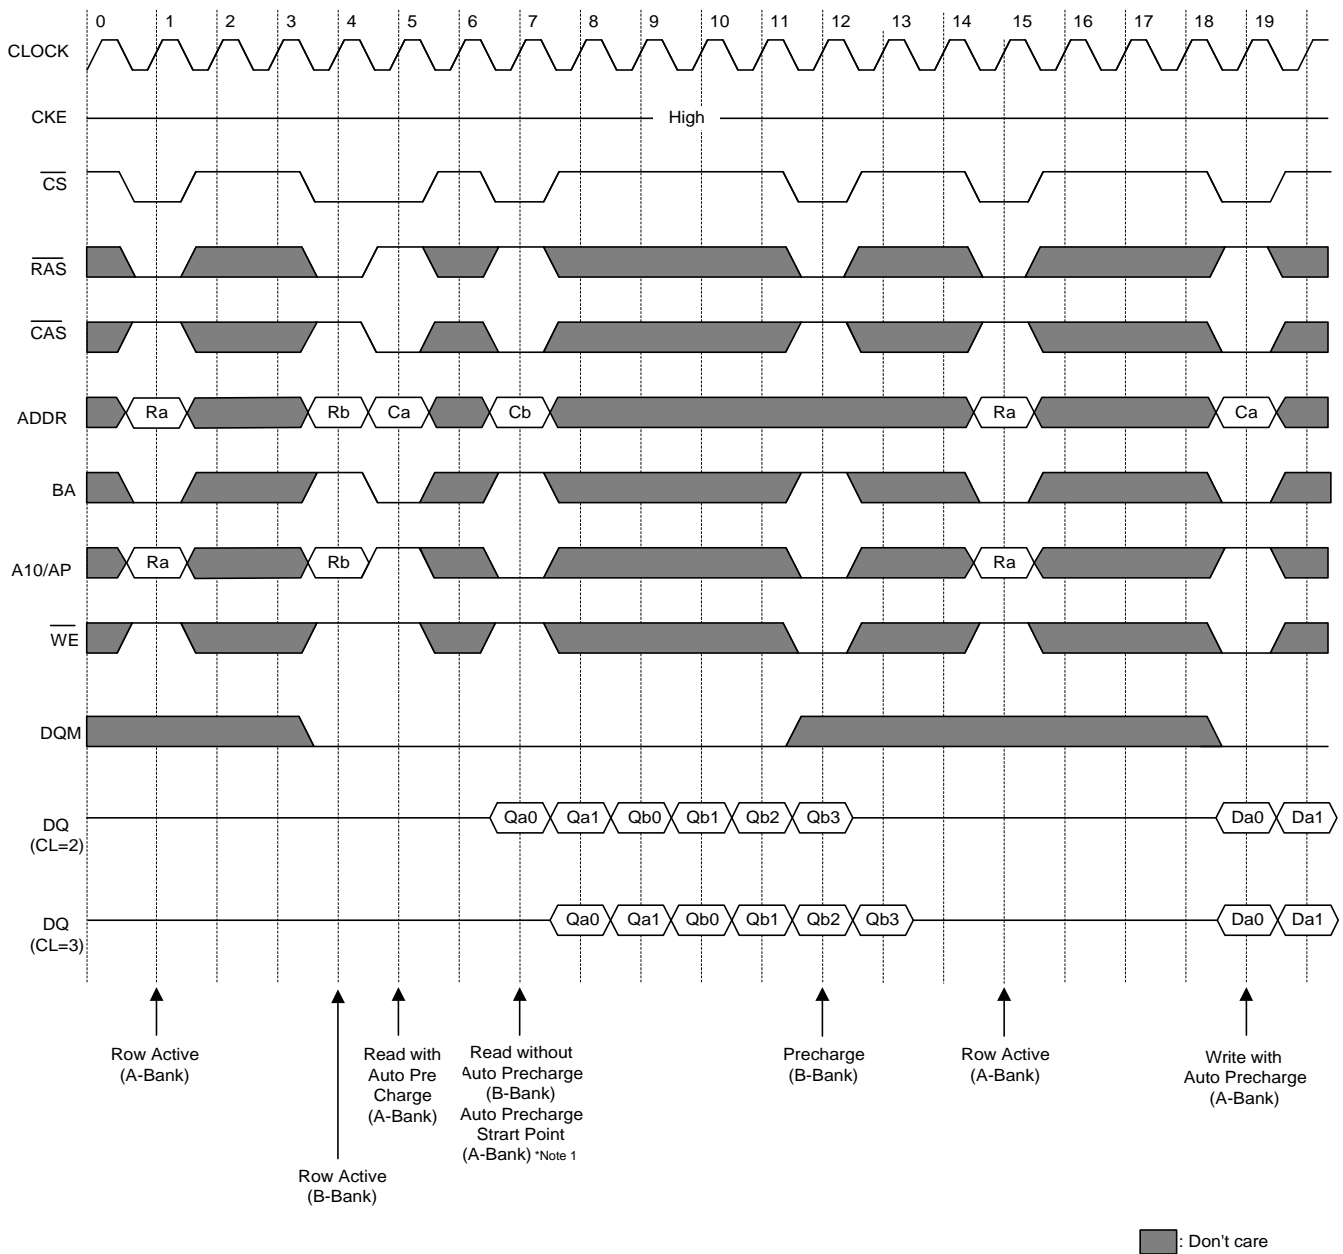 0 1 2 3 4 5 6 7 8 9 10 11 12 13 14 15 16 17 18 19
CLOCK
CKE High
CS
RAS
CAS
ADDR Ra Rb Ca Cb Ra Ca
BA
A10/AP Ra Rb Ra
WE
DQM
DQ
(CL=2) Qa0 Qa1 Qb0 Qb1 Qb2 Qb3 Da0 Da1
DQ
(CL=3) Qa0 Qa1 Qb0 Qb1 Qb2 Qb3 Da0 Da1
Row Active
(A-Bank)
Row Active
(B-Bank)
Read with
Auto Pre
Charge
(A-Bank)
Read without
Auto Precharge
(B-Bank)
Auto Precharge
Strart Point
(A-Bank) *Note 1
Precharge
(B-Bank)
Row Active
(A-Bank)
Write with
Auto Precharge
(A-Bank)
: Don't care